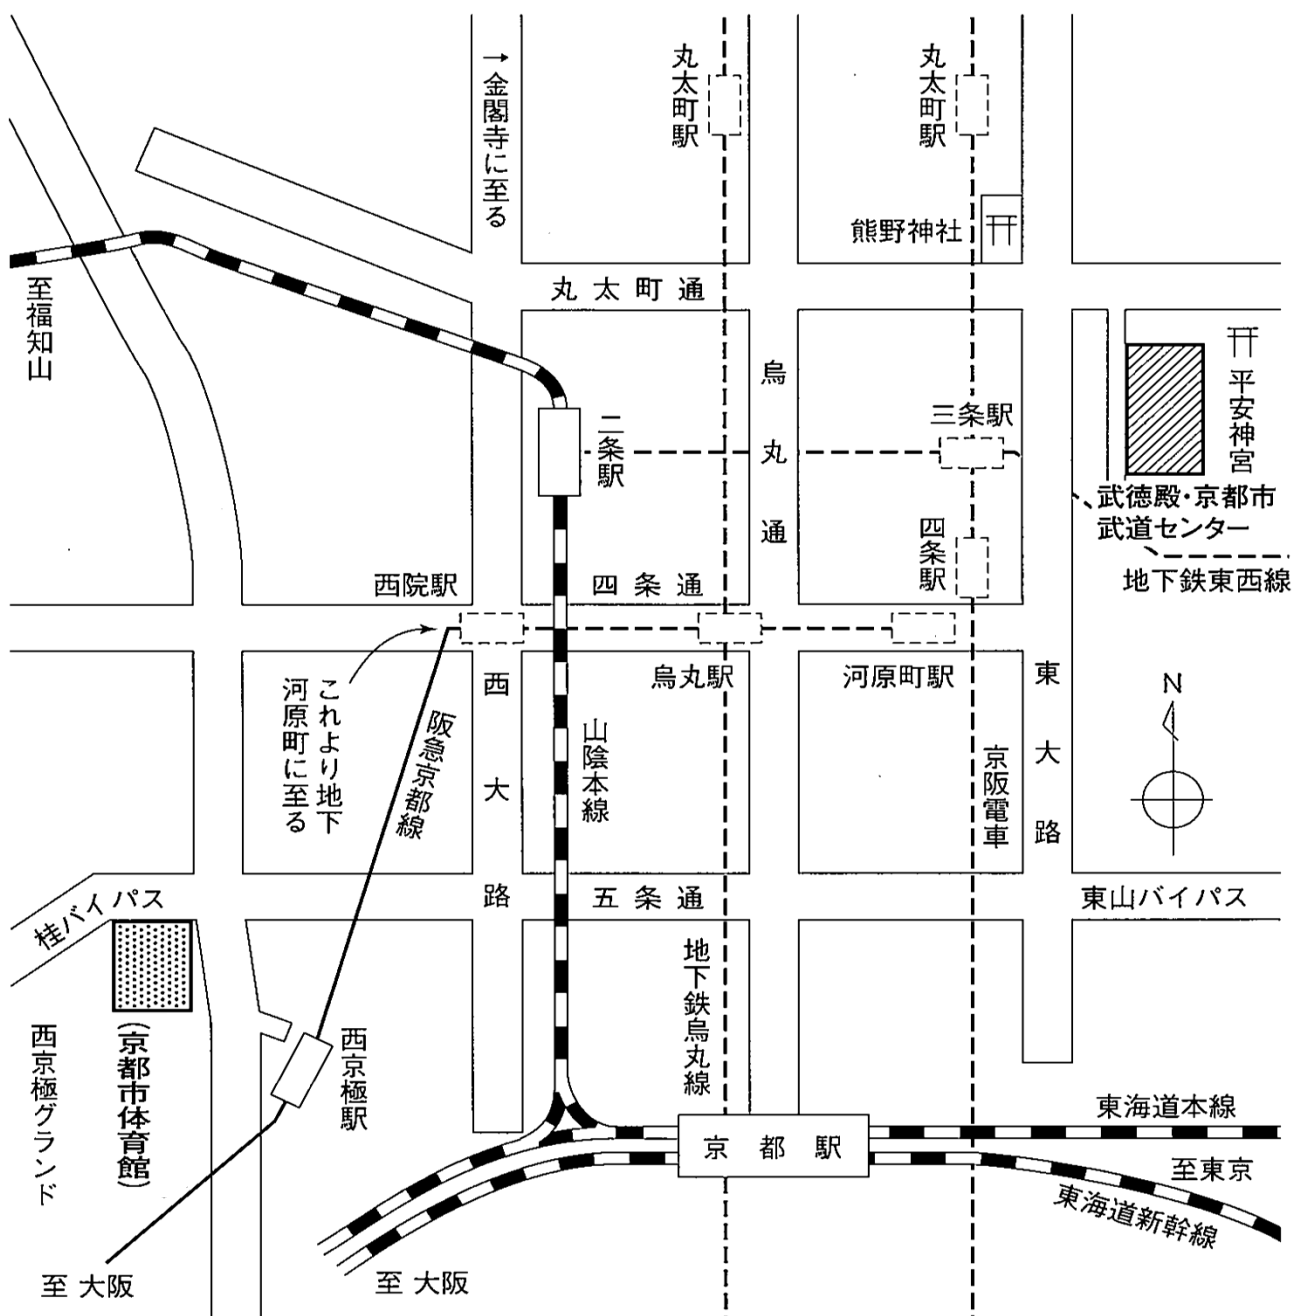 →金閣寺に至る
丸太町駅
丸太町駅
熊野神社
至福知山
丸太町通
烏丸通
平安神宮
二条駅
三条駅
武徳殿・京都市
武道センター
四条駅
地下鉄東西線
西院駅
四条通
烏丸駅
河原町駅
東大路
N
これより地下
河原町に至る
阪急京都線
西大路
山陰本線
京阪電車
桂バイパス
五条通
東山バイパス
地下鉄烏丸線
西京極グランド
(京都市体育館)
西京極駅
東海道本線
京都駅
至東京
東海道新幹線
至 大阪
至 大阪